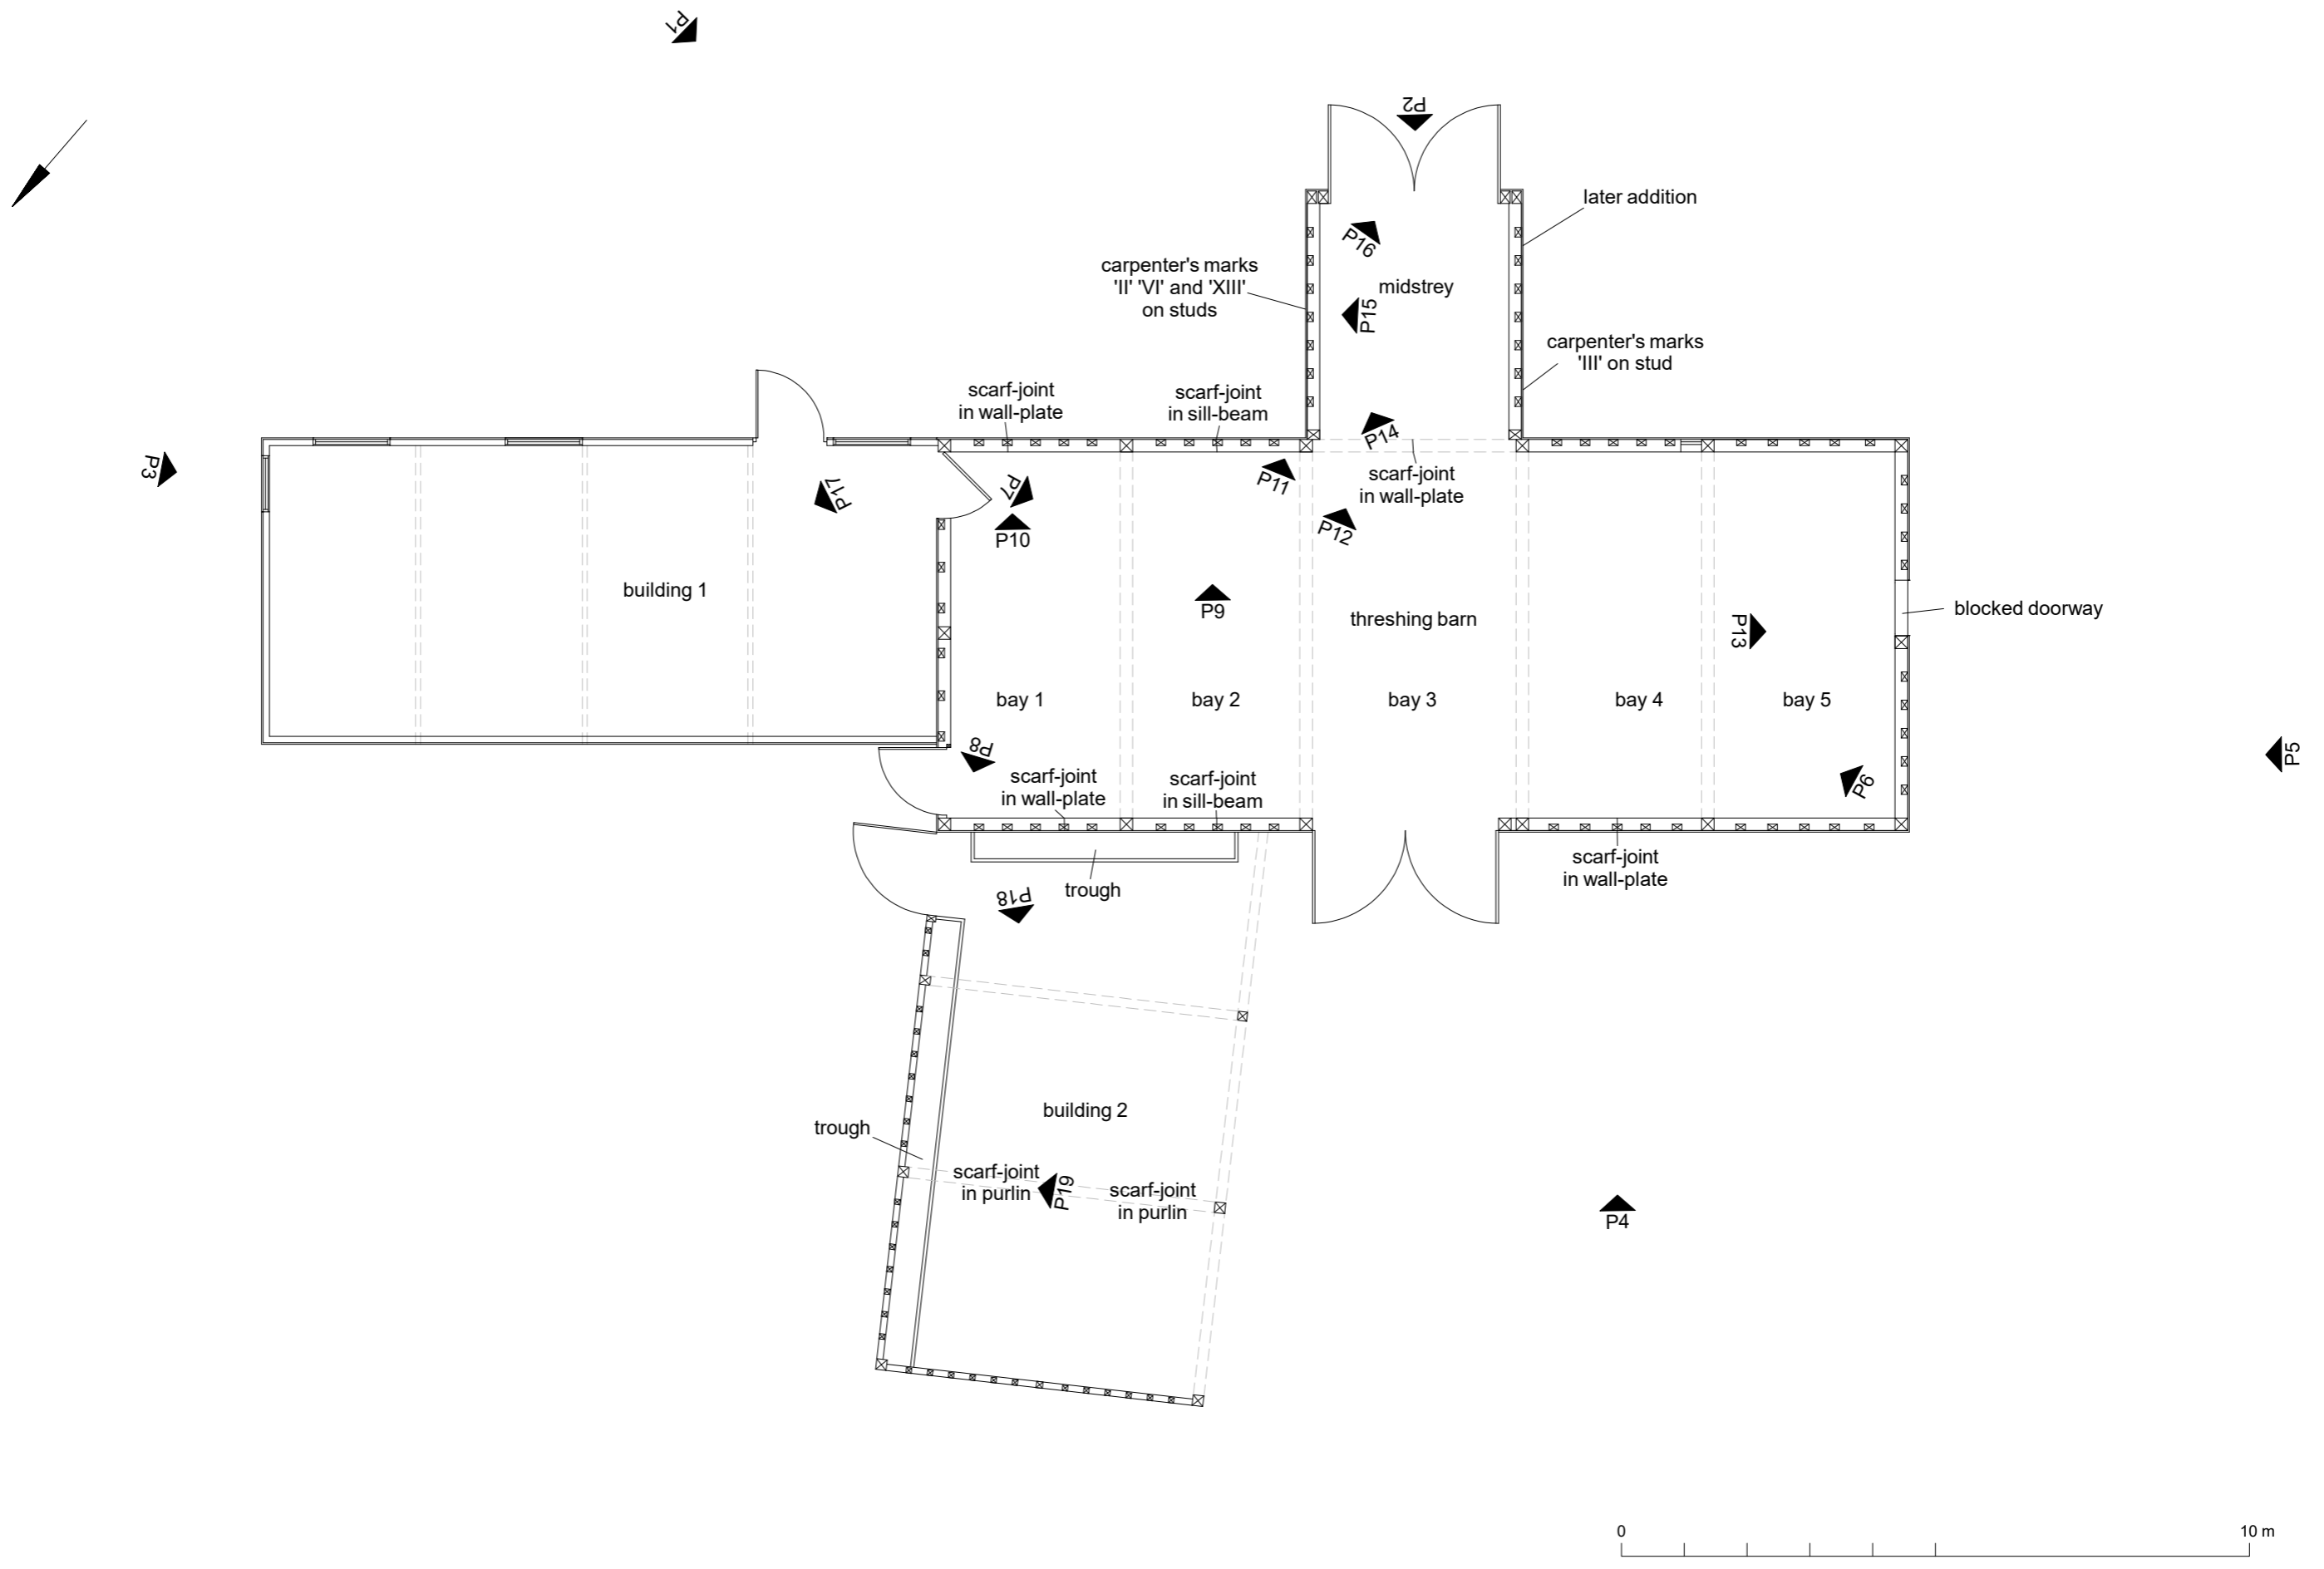 P1
P2
later addition
P16
carpenter's marks
'II' 'VI' and 'XIII'
on studs
midstrey
P15
carpenter's marks
'III' on stud
scarf-joint
in wall-plate
scarf-joint
in sill-beam
P14
P3
P17
P7
P11
scarf-joint
in wall-plate
P10
P12
building 1
P9
threshing barn
P13
blocked doorway
bay 1
bay 2
bay 3
bay 4
bay 5
P8
P5
scarf-joint
in wall-plate
scarf-joint
in sill-beam
P6
scarf-joint
in wall-plate
trough
P18
building 2
trough
scarf-joint
in purlin
P19
scarf-joint
in purlin
P4
0
10 m